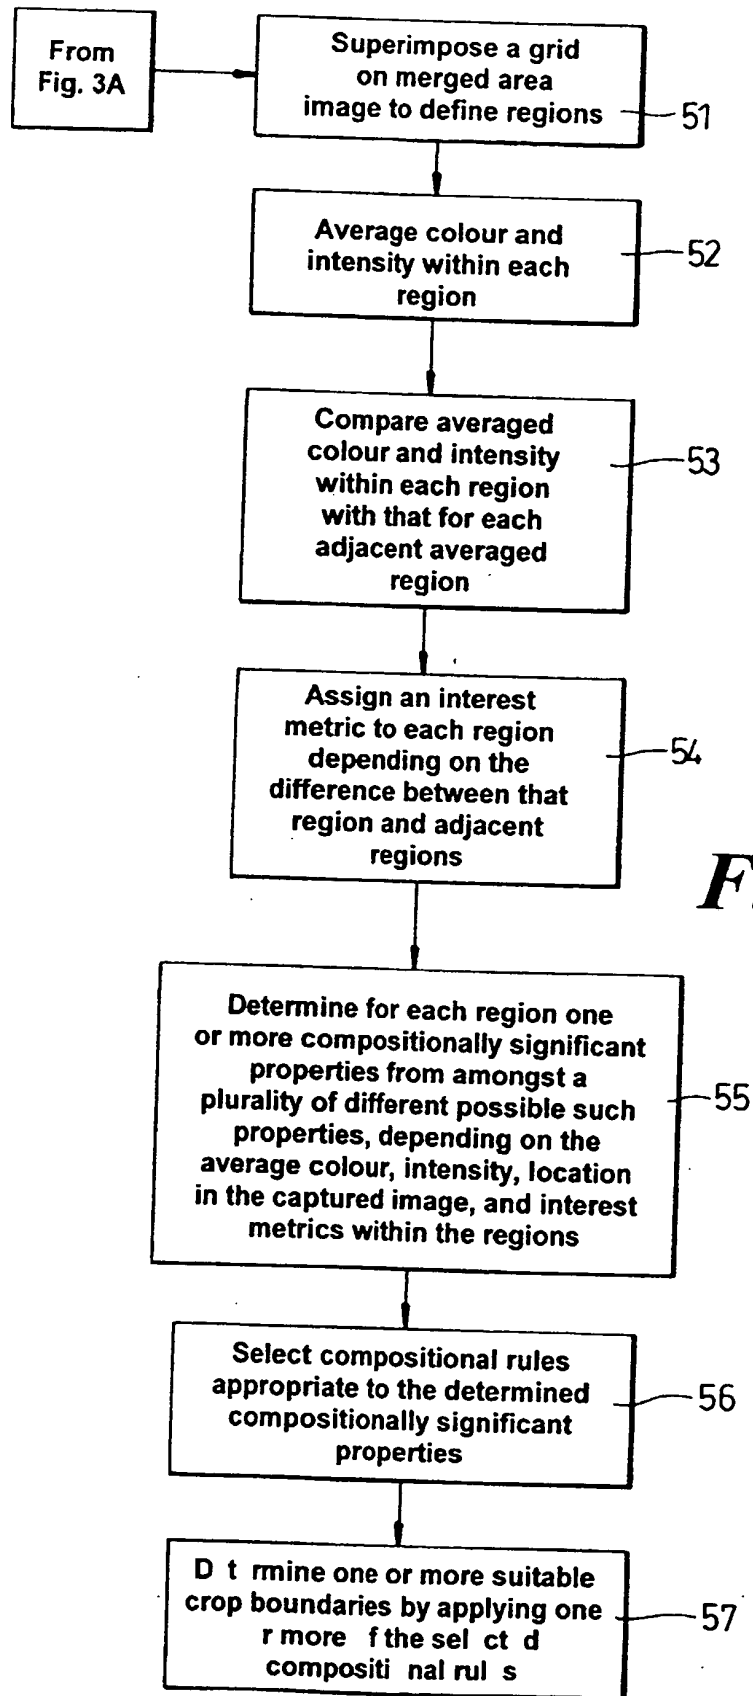 From
Fig. 3A
Superimpose a grid
on merged area
image to define regions
51
Average colour and
intensity within each
region
52
Compare averaged
colour and intensity
within each region
with that for each
adjacent averaged
region
53
Assign an interest
metric to each region
depending on the
difference between that
region and adjacent
regions
54
F
Determine for each region one
or more compositionally significant
properties from amongst a
plurality of different possible such
properties, depending on the
average colour, intensity, location
in the captured image, and interest
metrics within the regions
55
Select compositional rules
appropriate to the determined
compositionally significant
properties
56
D t rmine one or more suitable
crop boundaries by applying one
r more f the sel ct d
compositi nal rul s
57